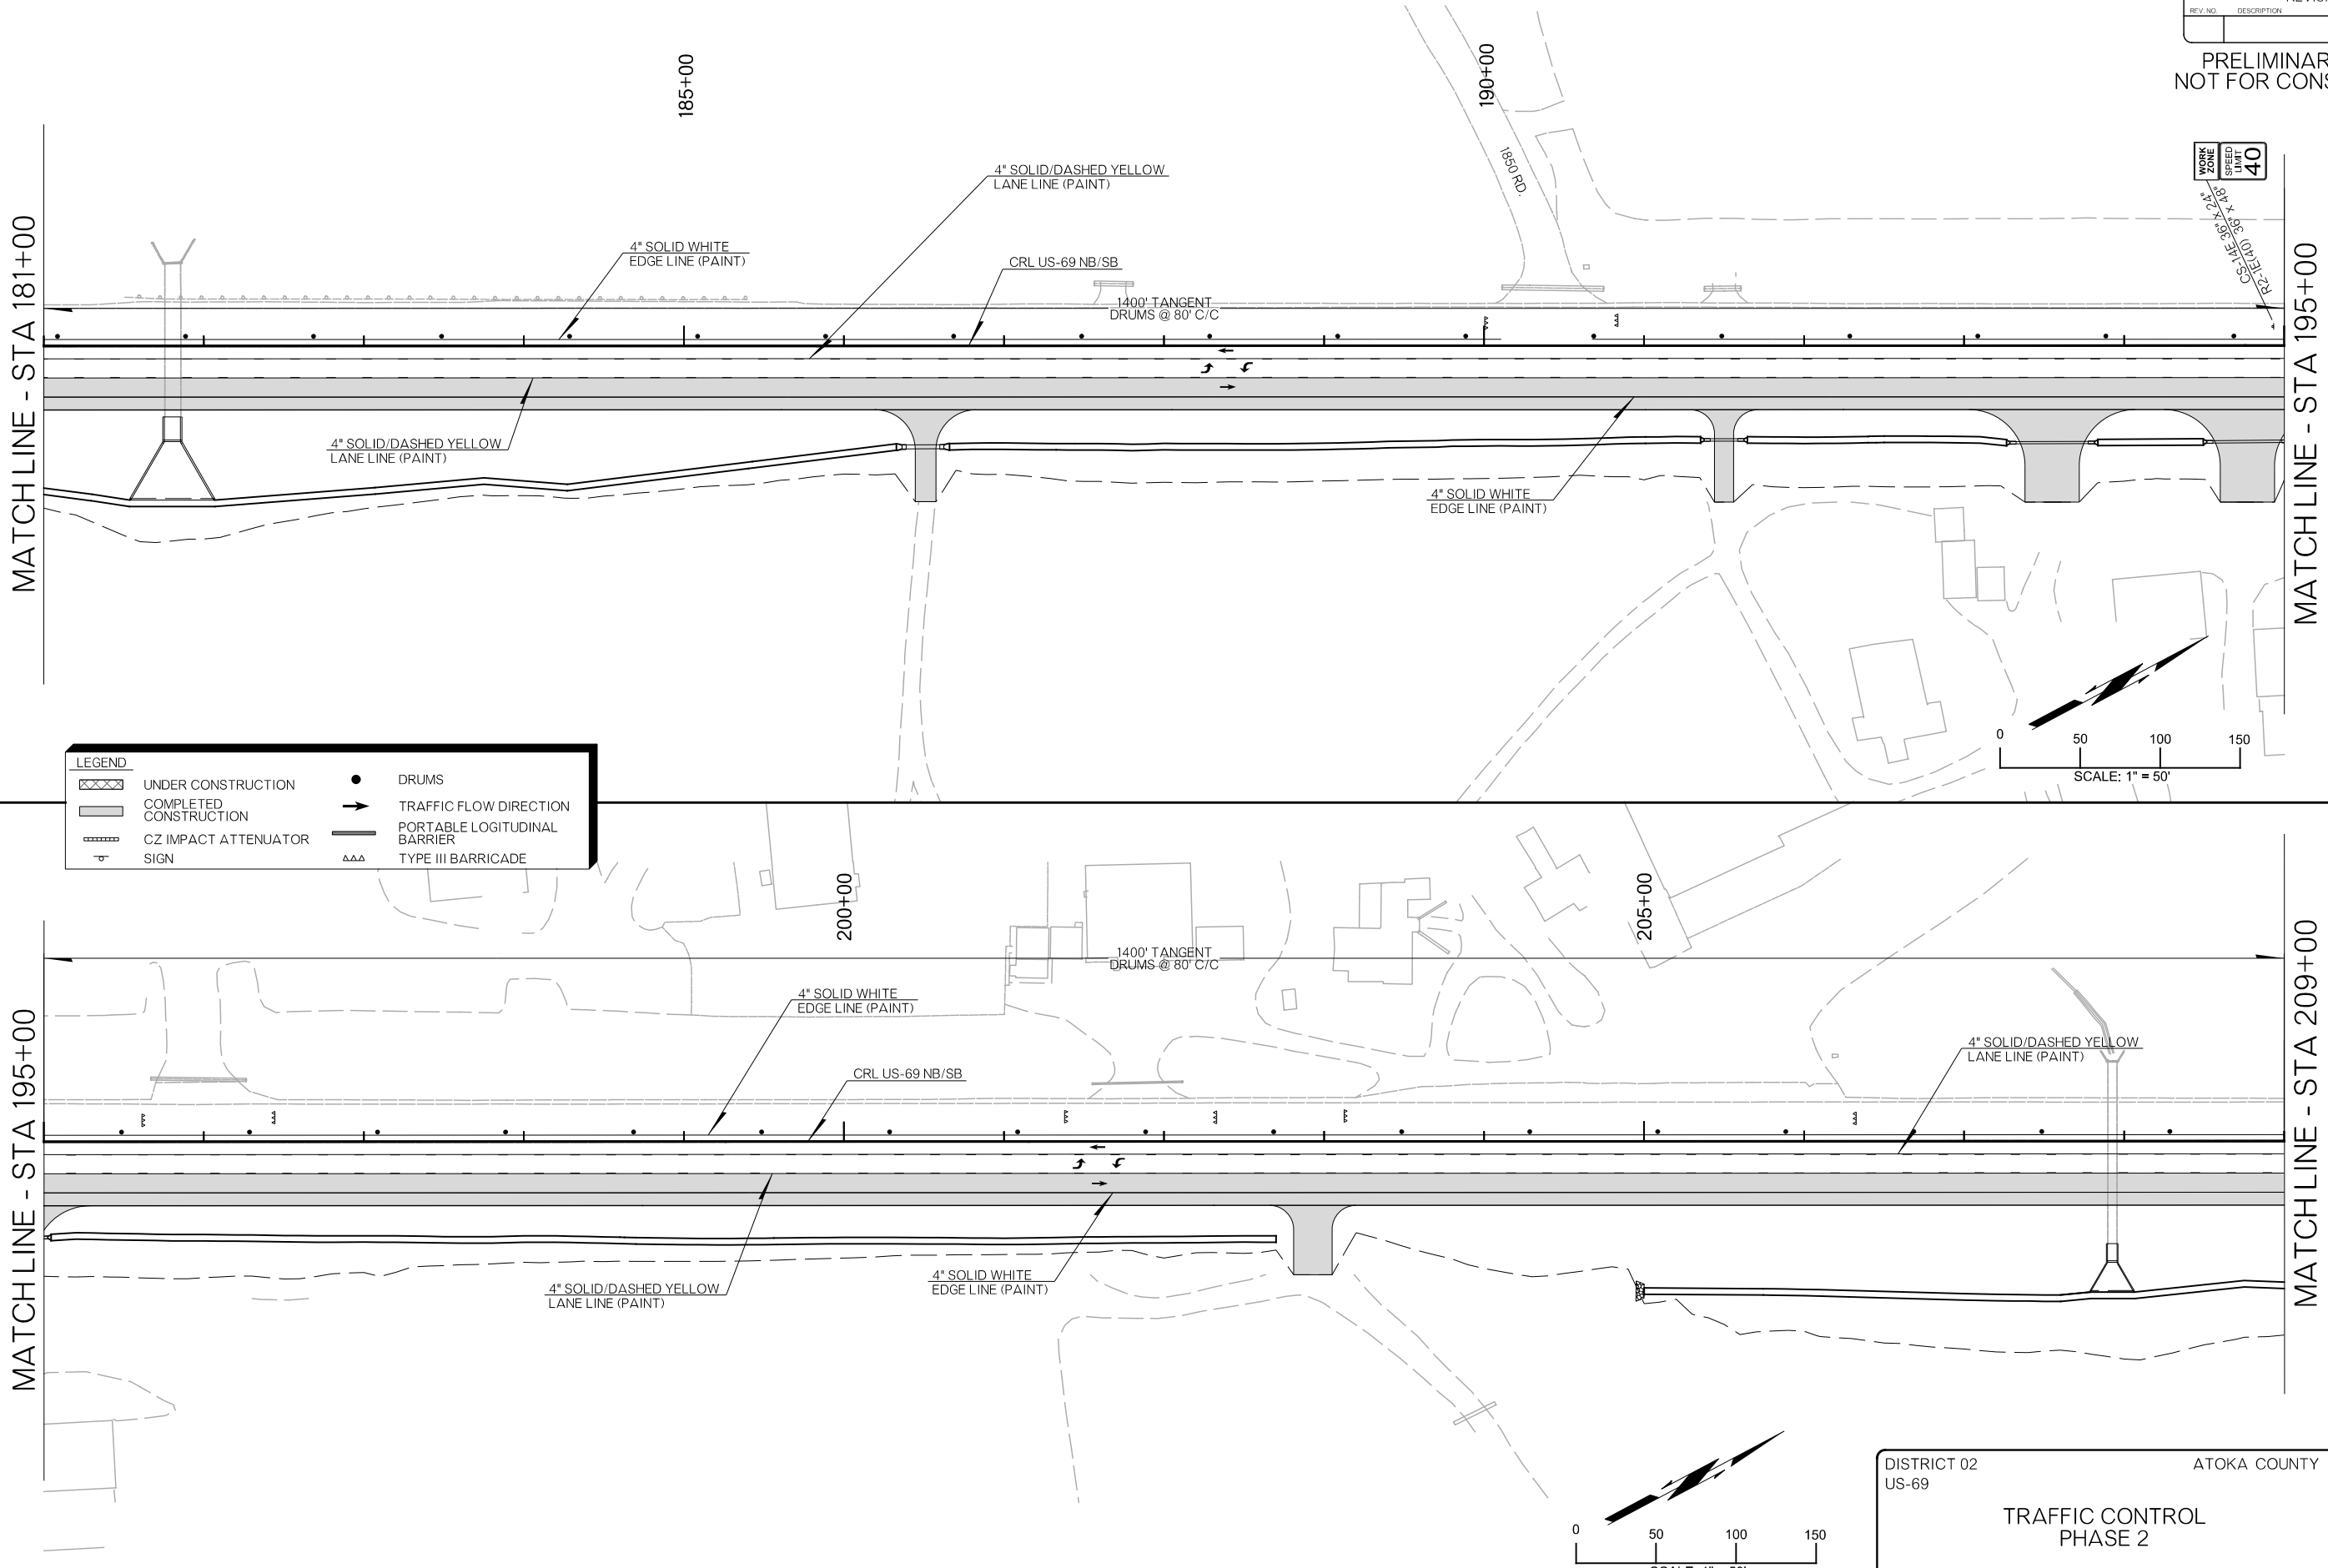 REV. NO. DESCRIPTION
PRELIMINAR
NOT FOR CONS
185+00
190+00
1850 RD.
WORK
ZONE
SPEED
LIMIT
40
CS-14E 36" X 24"
R2-1E(40) 36" X 48"
4" SOLID/DASHED YELLOW
LANE LINE (PAINT)
4" SOLID WHITE
EDGE LINE (PAINT)
CRL US-69 NB/SB
1400' TANGENT
DRUMS @ 80' C/C
MATCH LINE - STA 181+00
MATCH LINE - STA 195+00
4" SOLID/DASHED YELLOW
LANE LINE (PAINT)
4" SOLID WHITE
EDGE LINE (PAINT)
0 50 100 150
SCALE: 1" = 50'
LEGEND
UNDER CONSTRUCTION
COMPLETED
CONSTRUCTION
CZ IMPACT ATTENUATOR
SIGN
DRUMS
TRAFFIC FLOW DIRECTION
PORTABLE LOGITUDINAL
BARRIER
TYPE III BARRICADE
200+00
205+00
1400' TANGENT
DRUMS @ 80' C/C
4" SOLID WHITE
EDGE LINE (PAINT)
CRL US-69 NB/SB
4" SOLID/DASHED YELLOW
LANE LINE (PAINT)
MATCH LINE - STA 195+00
MATCH LINE - STA 209+00
4" SOLID/DASHED YELLOW
LANE LINE (PAINT)
4" SOLID WHITE
EDGE LINE (PAINT)
0 50 100 150
DISTRICT 02 ATOKA COUNTY
US-69
TRAFFIC CONTROL
PHASE 2